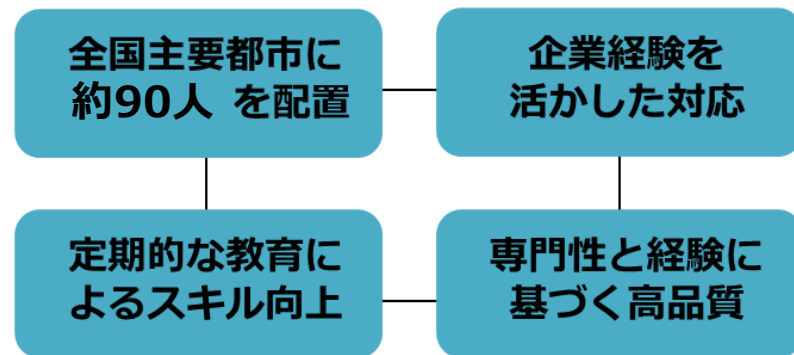 全国主要都市に
約90人 を配置
企業経験を
活かした対応
定期的な教育に
よるスキル向上
専門性と経験に
基づく高品質